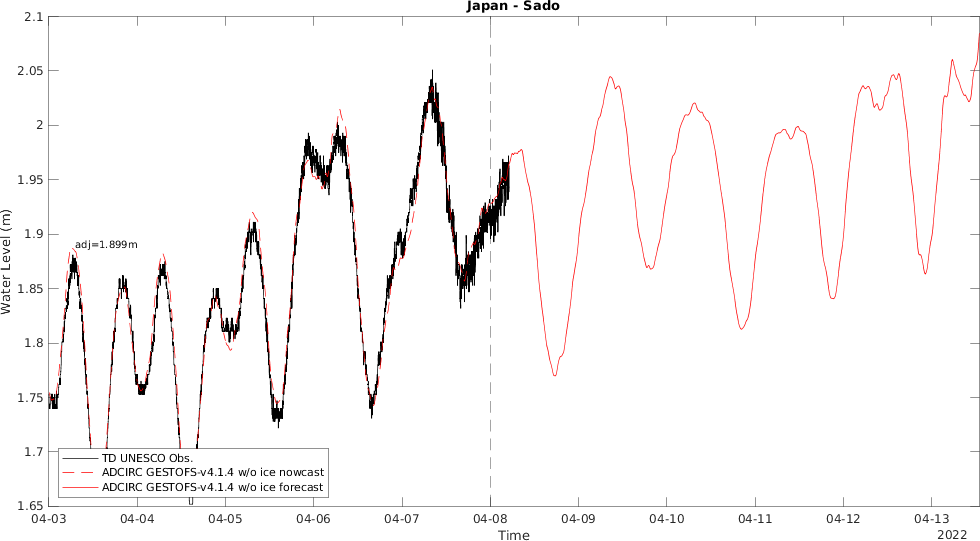 Japan - Sado
2.1
2.05
2
1.95
1.9
1.85
1.8
1.75
1.7
1.65
Water Level (m)
adj=1.899m
TD UNESCO Obs.
ADCIRC GESTOFS-v4.1.4 w/o ice nowcast
ADCIRC GESTOFS-v4.1.4 w/o ice forecast
04-03 04-04 04-05 04-06 04-07 04-08 04-09 04-10 04-11 04-12 04-13
Time
2022